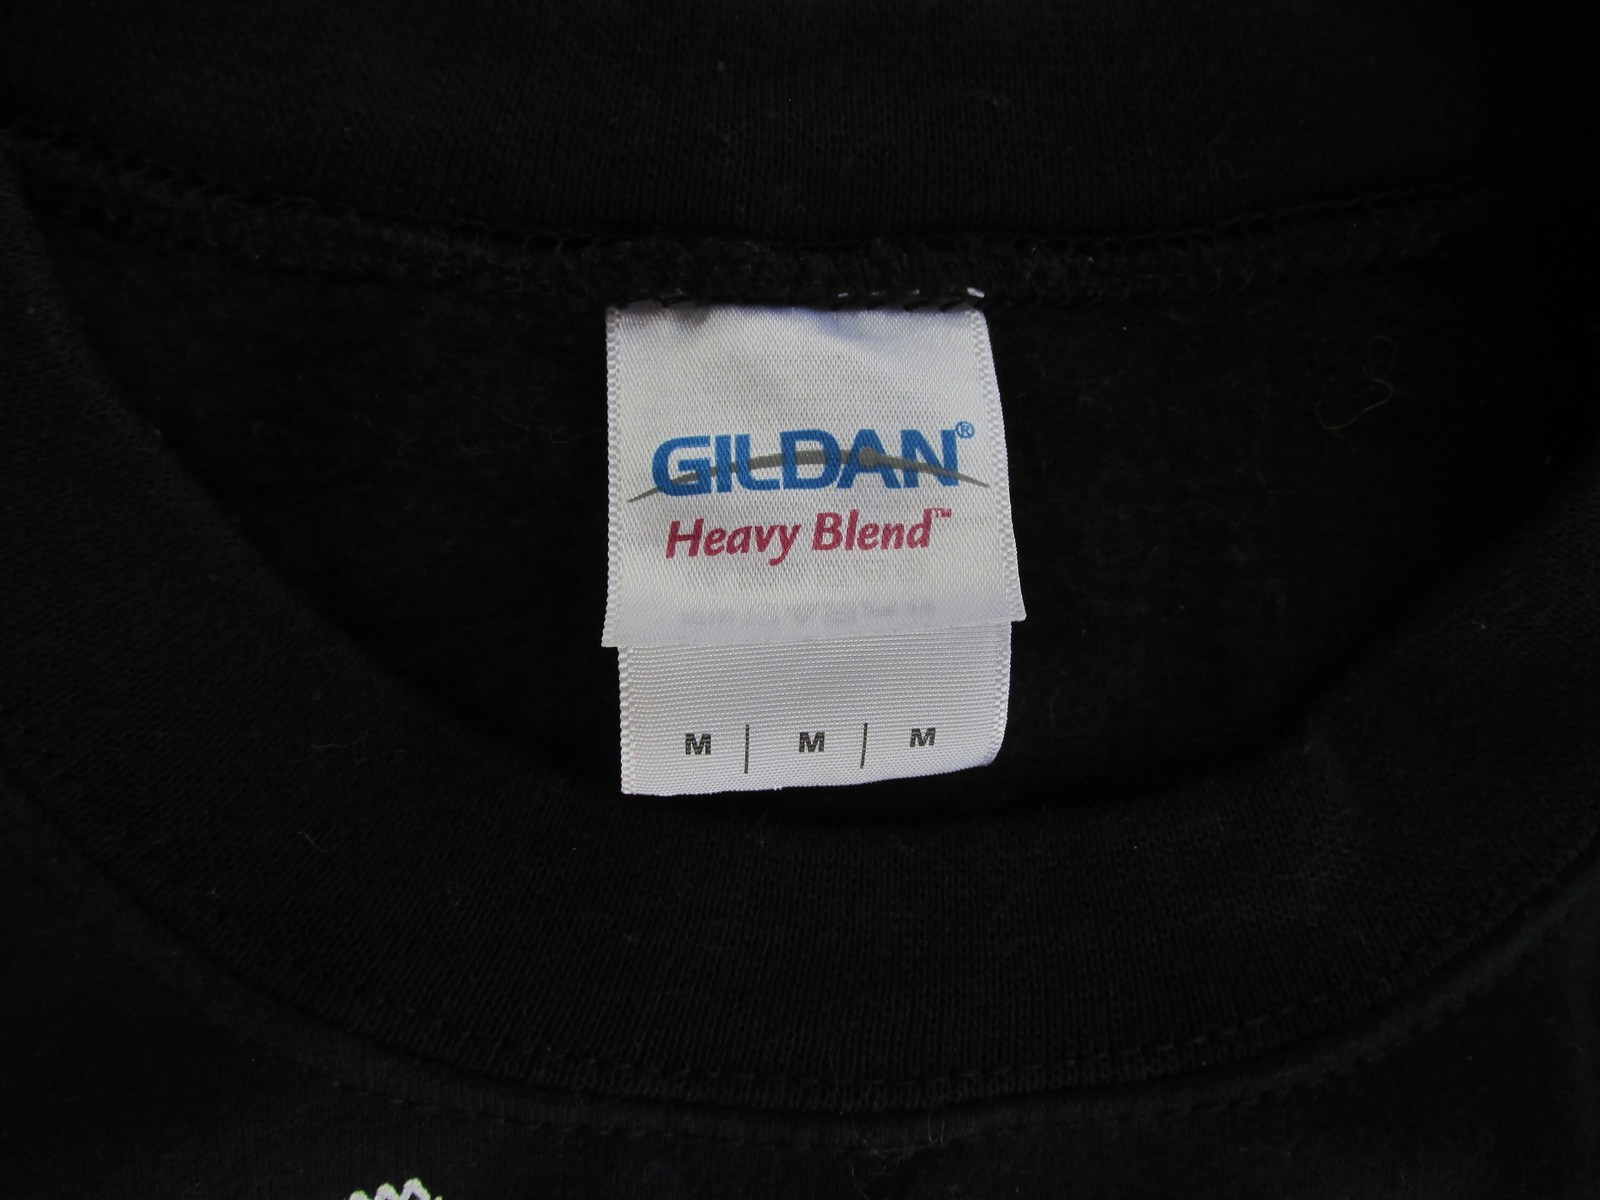 GILDAN®
Heavy Blend™
M | M | M